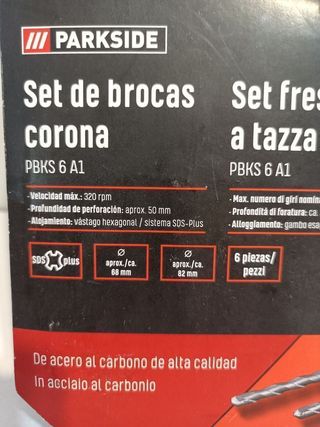 /// PARKSIDE
Set de brocas
corona
PBKS 6 A1
- Velocidad máx.: 320 rpm
- Profundidad de perforación: aprox. 50 mm
- Alojamiento: vástago hexagonal / sistema SDS-Plus
Set fres
a tazza
PBKS 6 A1
- Max. numero di giri nomina
- Profondità di foratura: ca.
- Alloggiamento: gambo esag
SDS plus
Ø
aprox./ca.
68 mm
Ø
aprox./ca.
82 mm
6 piezas/
pezzi
De acero al carbono de alta calidad
In acciaio al carbonio